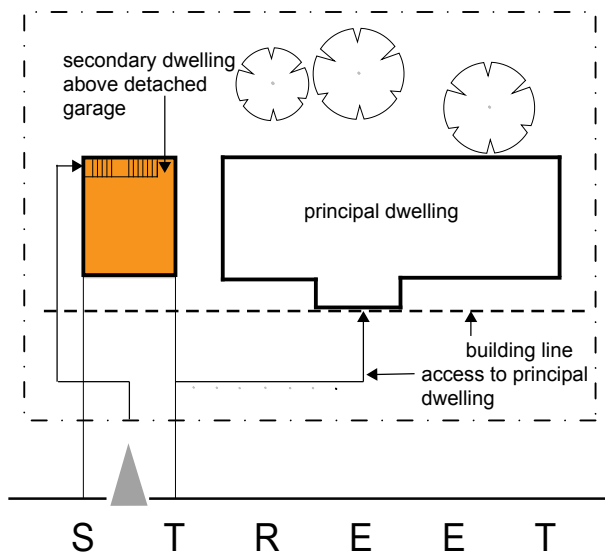 secondary dwelling
above detached
garage
principal dwelling
building line
access to principal
dwelling
S T R E E T